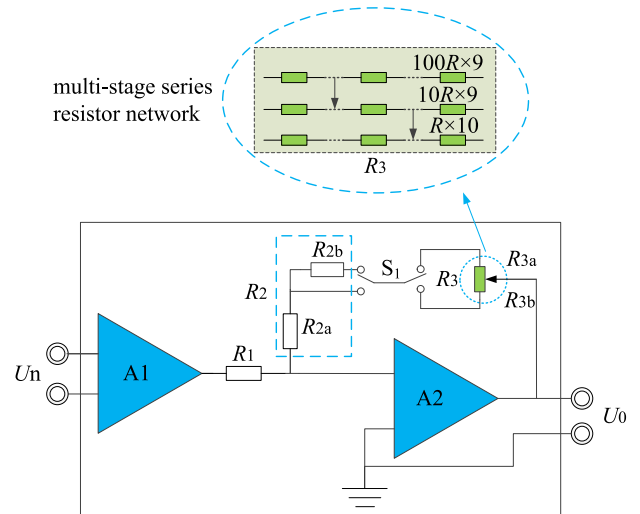 multi-stage series
resistor network
100R×9
10R×9
R×10
R3
R2b
S1
R3a
R3
R3b
R2
R2a
R1
Un
A1
A2
U0